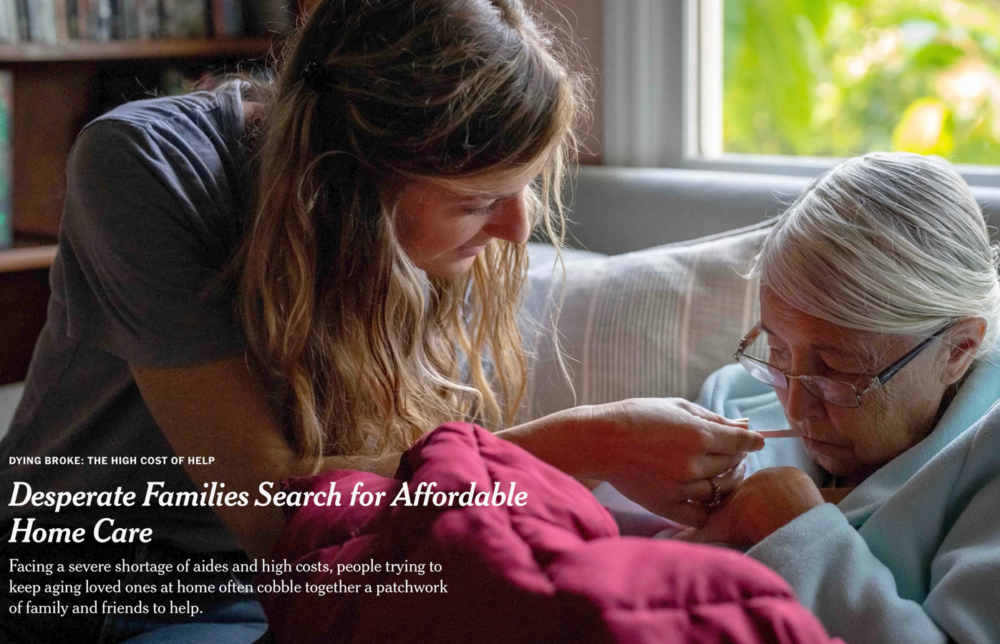 DYING BROKE: THE HIGH COST OF HELP
Desperate Families Search for Affordable
Home Care
Facing a severe shortage of aides and high costs, people trying to
keep aging loved ones at home often cobble together a patchwork
of family and friends to help.